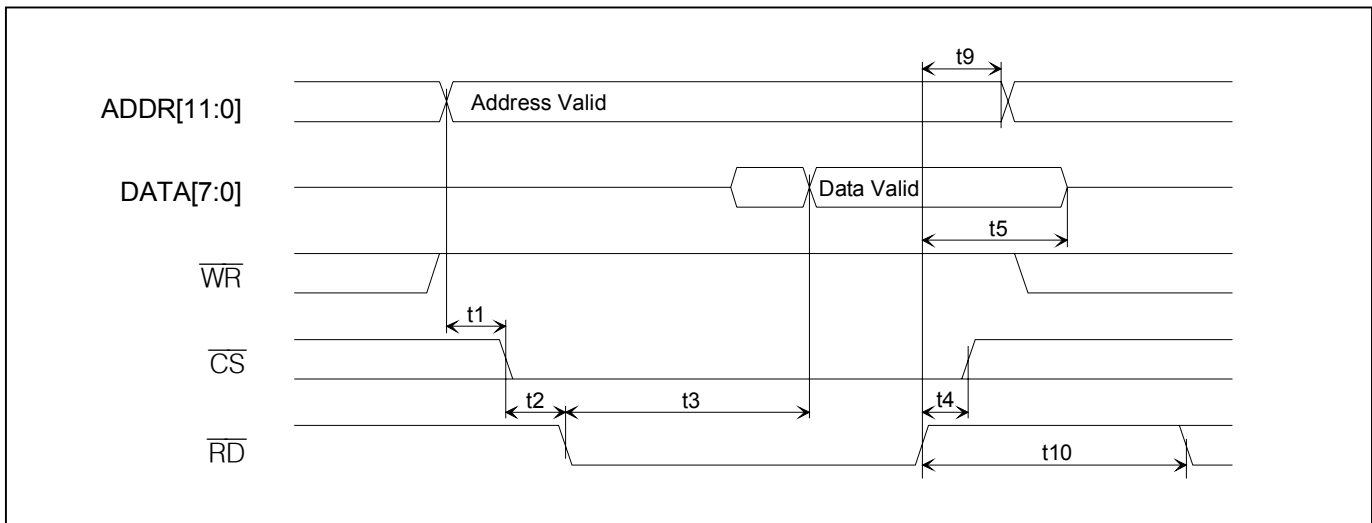 t9
ADDR[11:0]
Address Valid
DATA[7:0]
Data Valid
t5
WR
t1
CS
t2
t3
t4
RD
t10